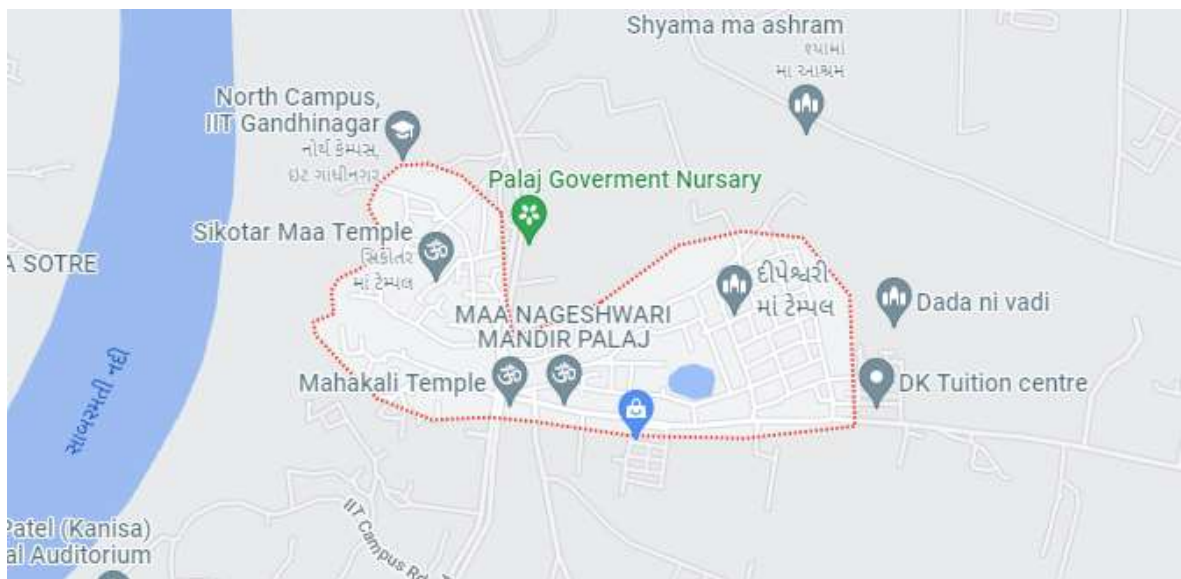 Shyama ma ashram
શ્યામાં
મા આશ્રમ
North Campus,
IIT Gandhinagar
નોર્થ કેમ્પસ,
ઇટ ગાંધીનગર
Palaj Goverment Nursary
Sikotar Maa Temple
સિકોતર
માં ટેમ્પલ
A SOTRE
દીપેશ્વરી
માં ટેમ્પલ
Dada ni vadi
MAA NAGESHWARI
MANDIR PALAJ
Mahakali Temple
DK Tuition centre
સાબરમતી નદી
IIT Campus Rd
Patel (Kanisa)
al Auditorium